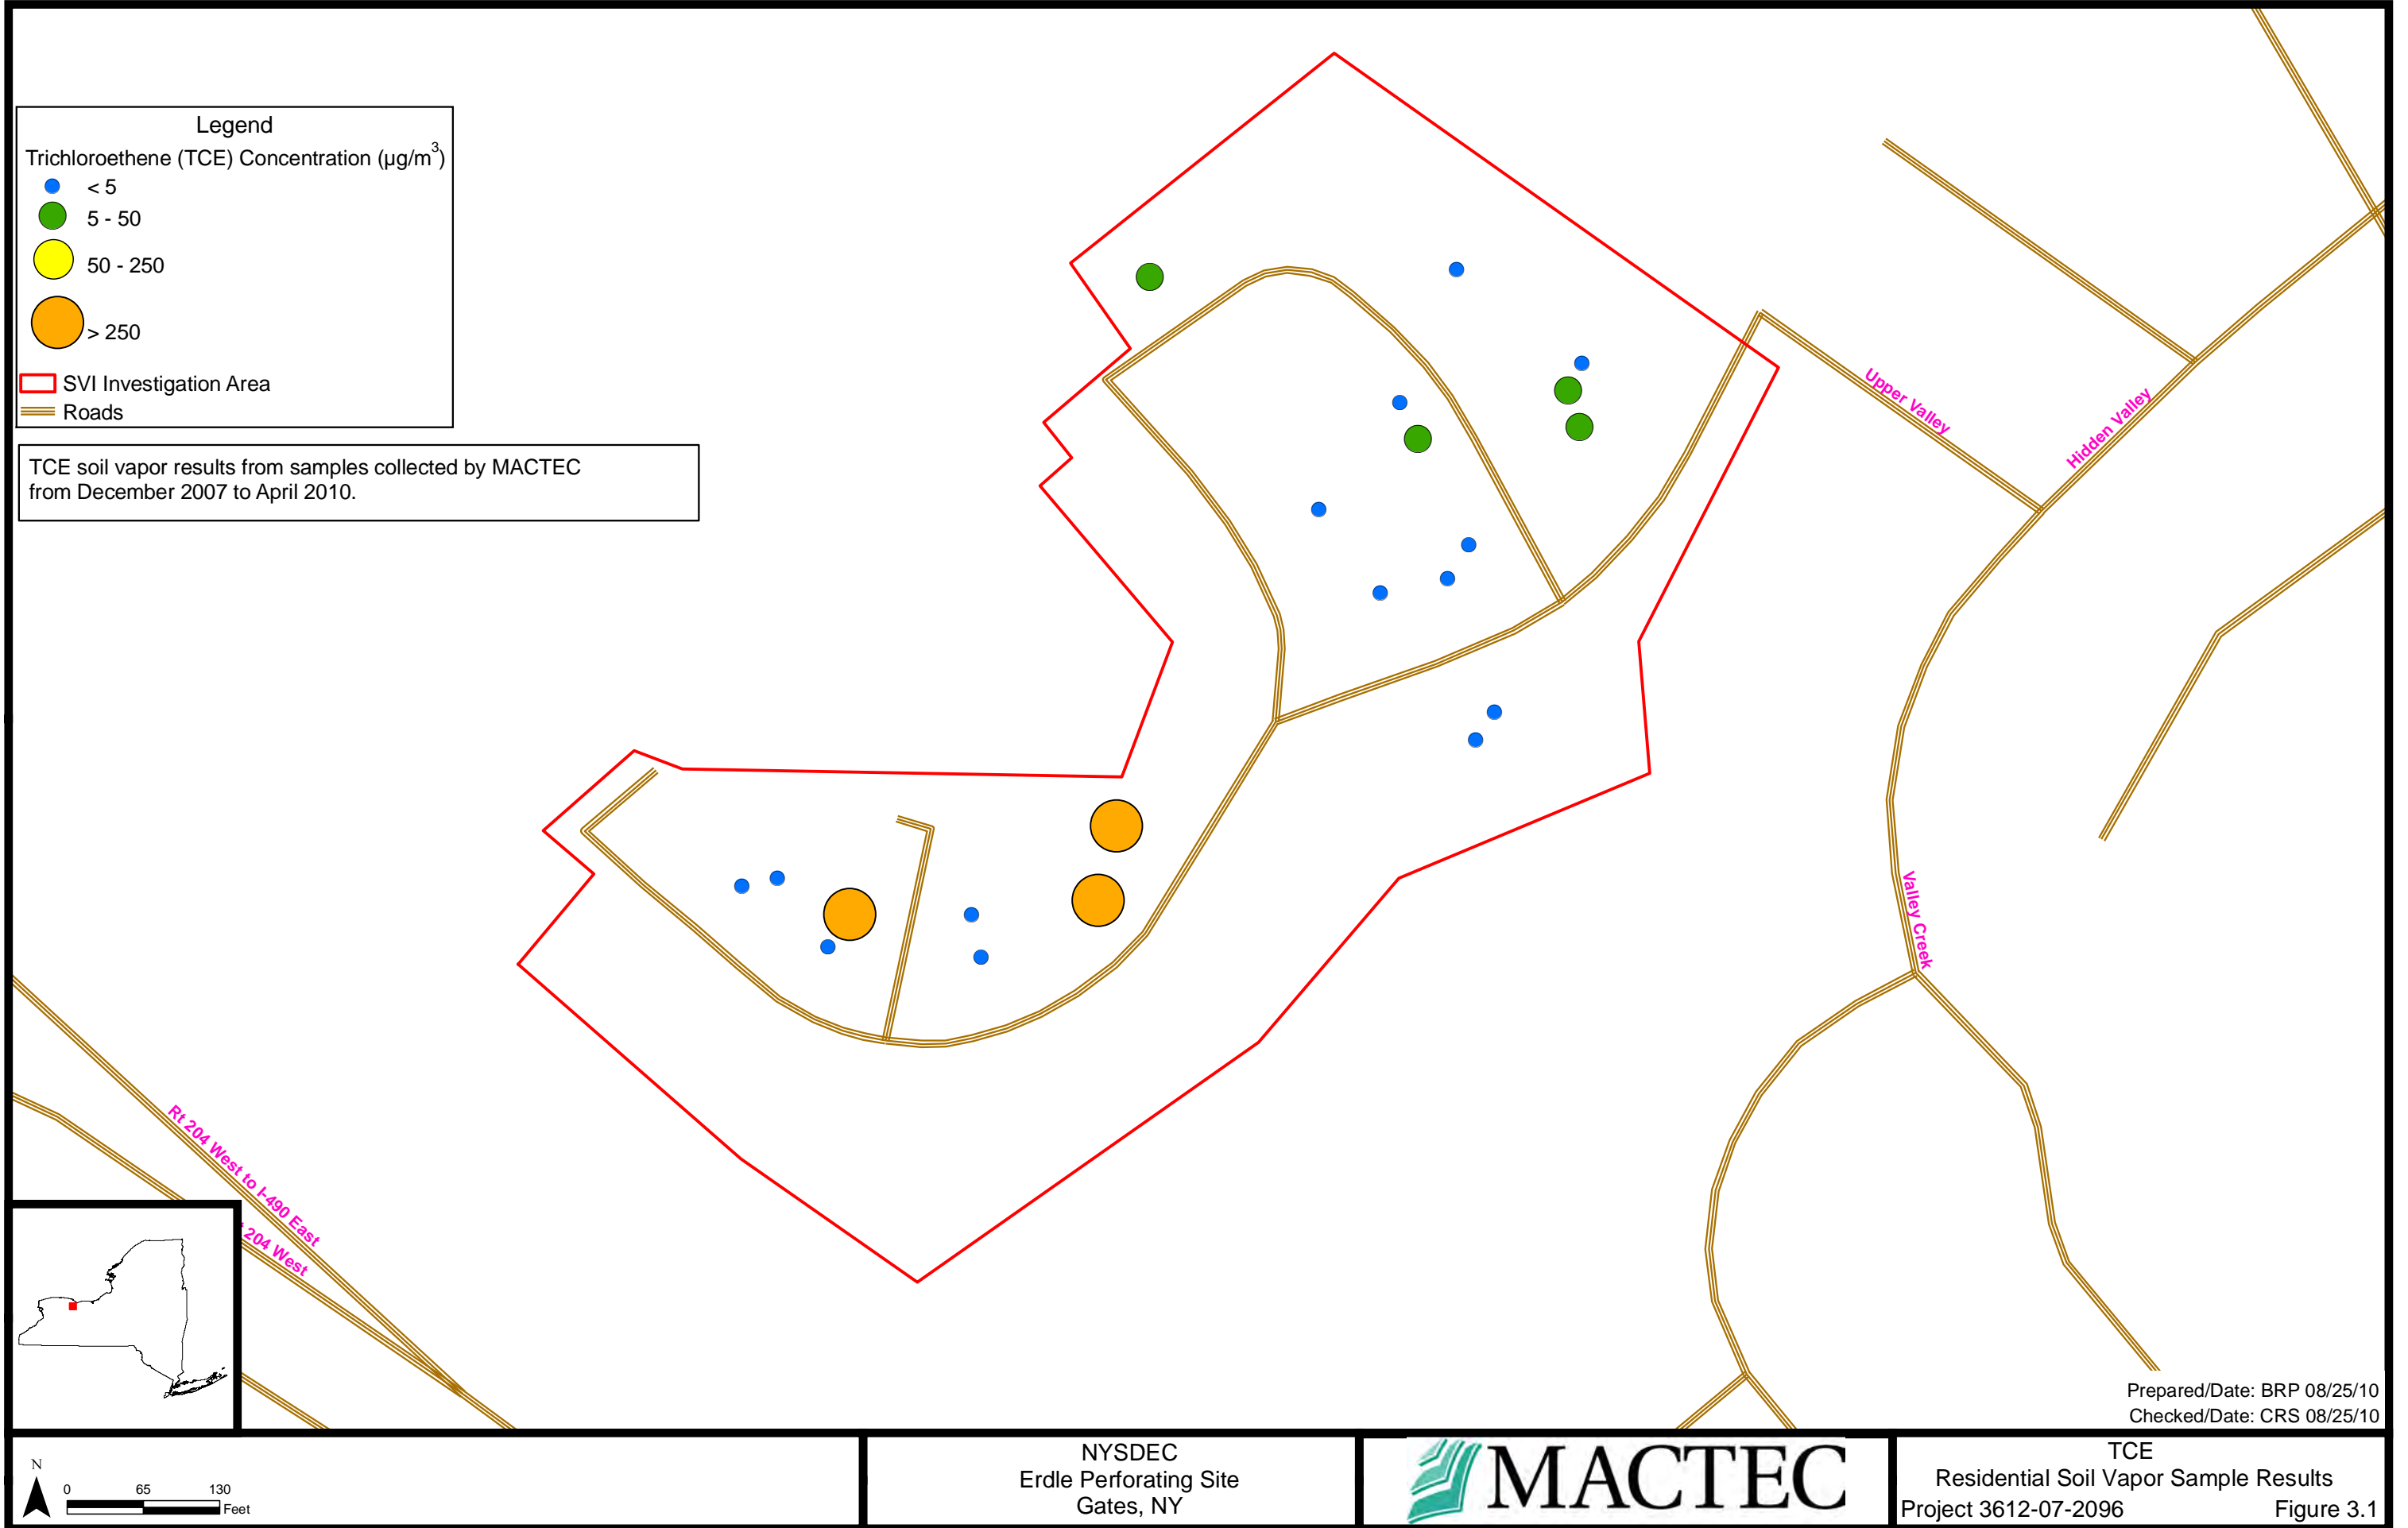 Legend
Trichloroethene (TCE) Concentration (µg/m3)
< 5
5 - 50
50 - 250
> 250
SVI Investigation Area
Roads
TCE soil vapor results from samples collected by MACTEC
from December 2007 to April 2010.
Upper Valley
Hidden Valley
Valley Creek
Rt 204 West to I-490 East
204 West
Prepared/Date: BRP 08/25/10
Checked/Date: CRS 08/25/10
N
0 65 130
Feet
NYSDEC
Erdle Perforating Site
Gates, NY
MACTEC
TCE
Residential Soil Vapor Sample Results
Project 3612-07-2096 Figure 3.1